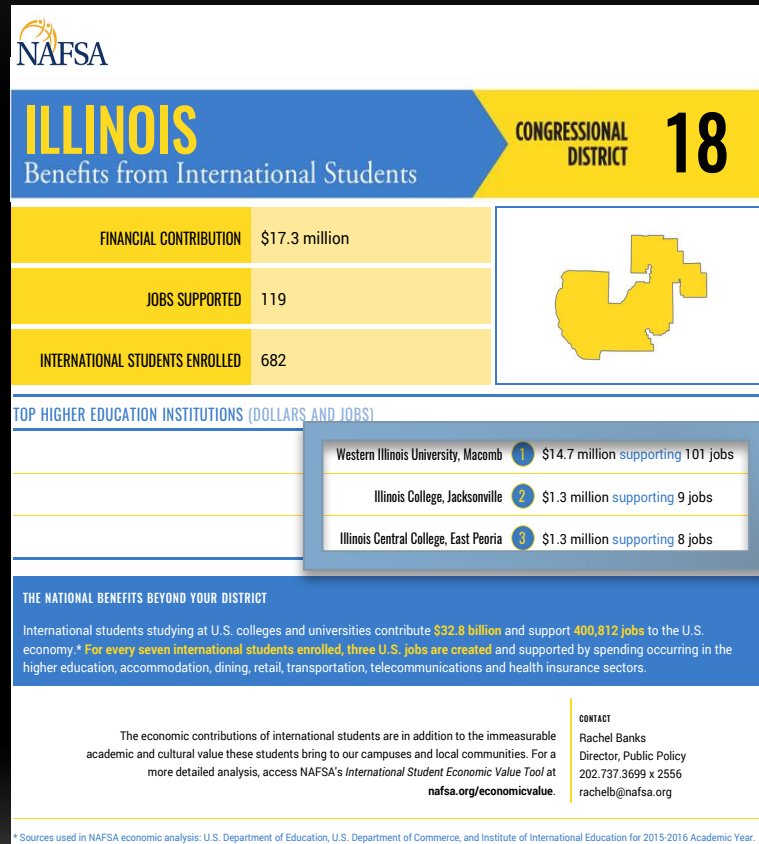 NAFSA
ILLINOIS
Benefits from International Students
CONGRESSIONAL
DISTRICT
18
FINANCIAL CONTRIBUTION $17.3 million
JOBS SUPPORTED 119
INTERNATIONAL STUDENTS ENROLLED 682
TOP HIGHER EDUCATION INSTITUTIONS (DOLLARS AND JOBS)
Western Illinois University, Macomb 1 $14.7 million supporting 101 jobs
Illinois College, Jacksonville 2 $1.3 million supporting 9 jobs
Illinois Central College, East Peoria 3 $1.3 million supporting 8 jobs
THE NATIONAL BENEFITS BEYOND YOUR DISTRICT
International students studying at U.S. colleges and universities contribute $32.8 billion and support 400,812 jobs to the U.S.
economy.* For every seven international students enrolled, three U.S. jobs are created and supported by spending occurring in the
higher education, accommodation, dining, retail, transportation, telecommunications and health insurance sectors.
The economic contributions of international students are in addition to the immeasurable
academic and cultural value these students bring to our campuses and local communities. For a
more detailed analysis, access NAFSA's International Student Economic Value Tool at
nafsa.org/economicvalue.
CONTACT
Rachel Banks
Director, Public Policy
202.737.3699 x 2556
rachelb@nafsa.org
* Sources used in NAFSA economic analysis: U.S. Department of Education, U.S. Department of Commerce, and Institute of International Education for 2015-2016 Academic Year.